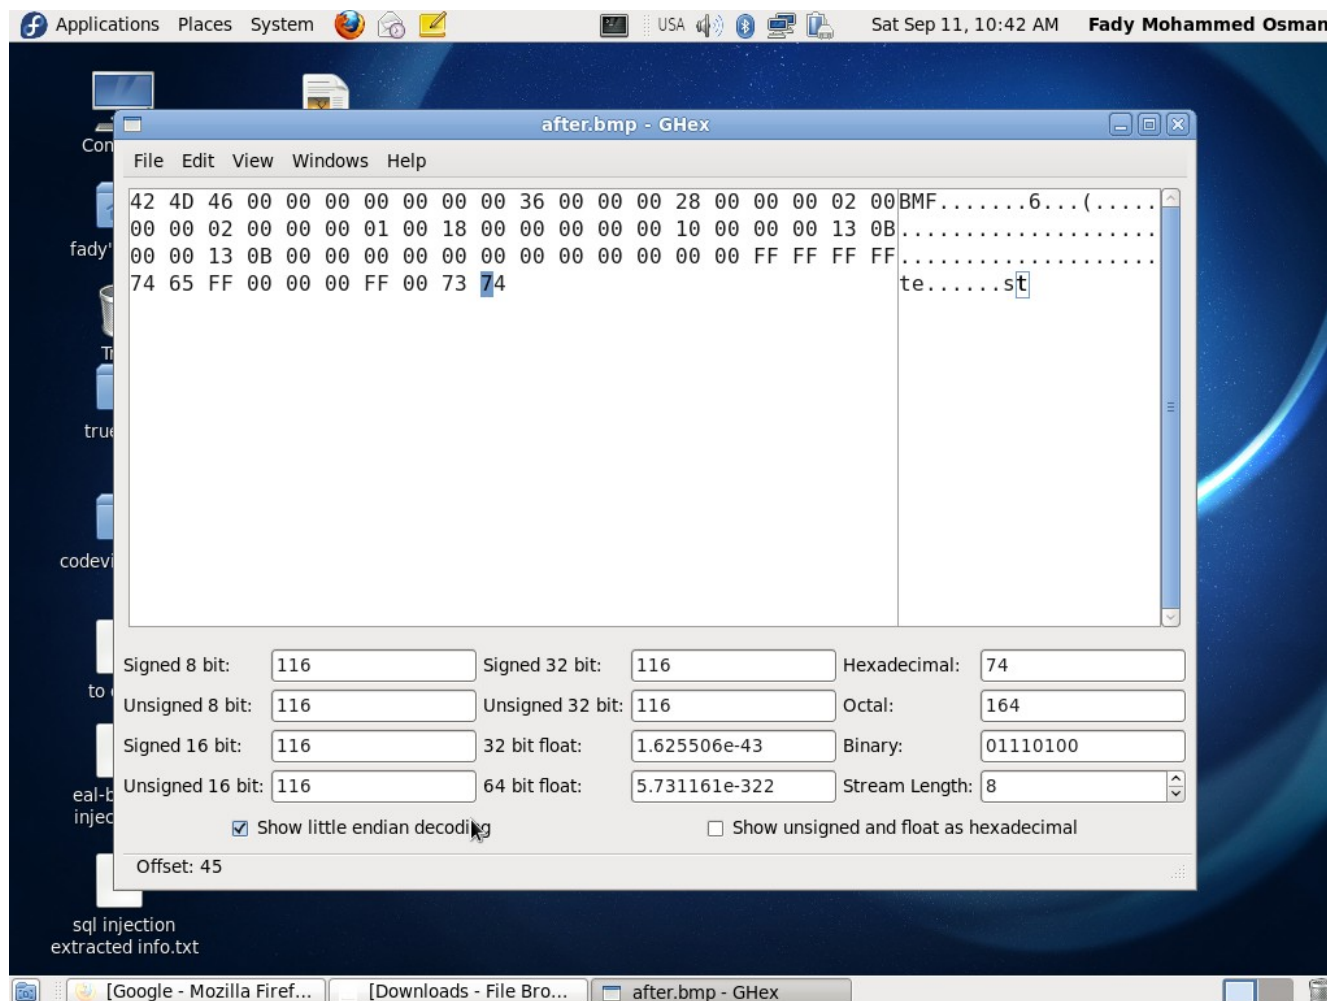 Applications Places System USA Sat Sep 11, 10:42 AM Fady Mohammed Osman
after.bmp - GHex
Con
File Edit View Windows Help
42 4D 46 00 00 00 00 00 00 00 36 00 00 00 28 00 00 00 02 00 BMF.......6...(.....
00 00 02 00 00 00 01 00 18 00 00 00 00 00 10 00 00 00 13 0B ....................
00 00 13 0B 00 00 00 00 00 00 00 00 00 00 00 00 FF FF FF FF ....................
74 65 FF 00 00 00 FF 00 73 74 te......st
fady'
Tr
true
codevi
to
eal-b
injec
Signed 8 bit: 116 Signed 32 bit: 116 Hexadecimal: 74
Unsigned 8 bit: 116 Unsigned 32 bit: 116 Octal: 164
Signed 16 bit: 116 32 bit float: 1.625506e-43 Binary: 01110100
Unsigned 16 bit: 116 64 bit float: 5.731161e-322 Stream Length: 8
Show little endian decoding Show unsigned and float as hexadecimal
Offset: 45
sql injection
extracted info.txt
[Google - Mozilla Firef... [Downloads - File Bro... after.bmp - GHex